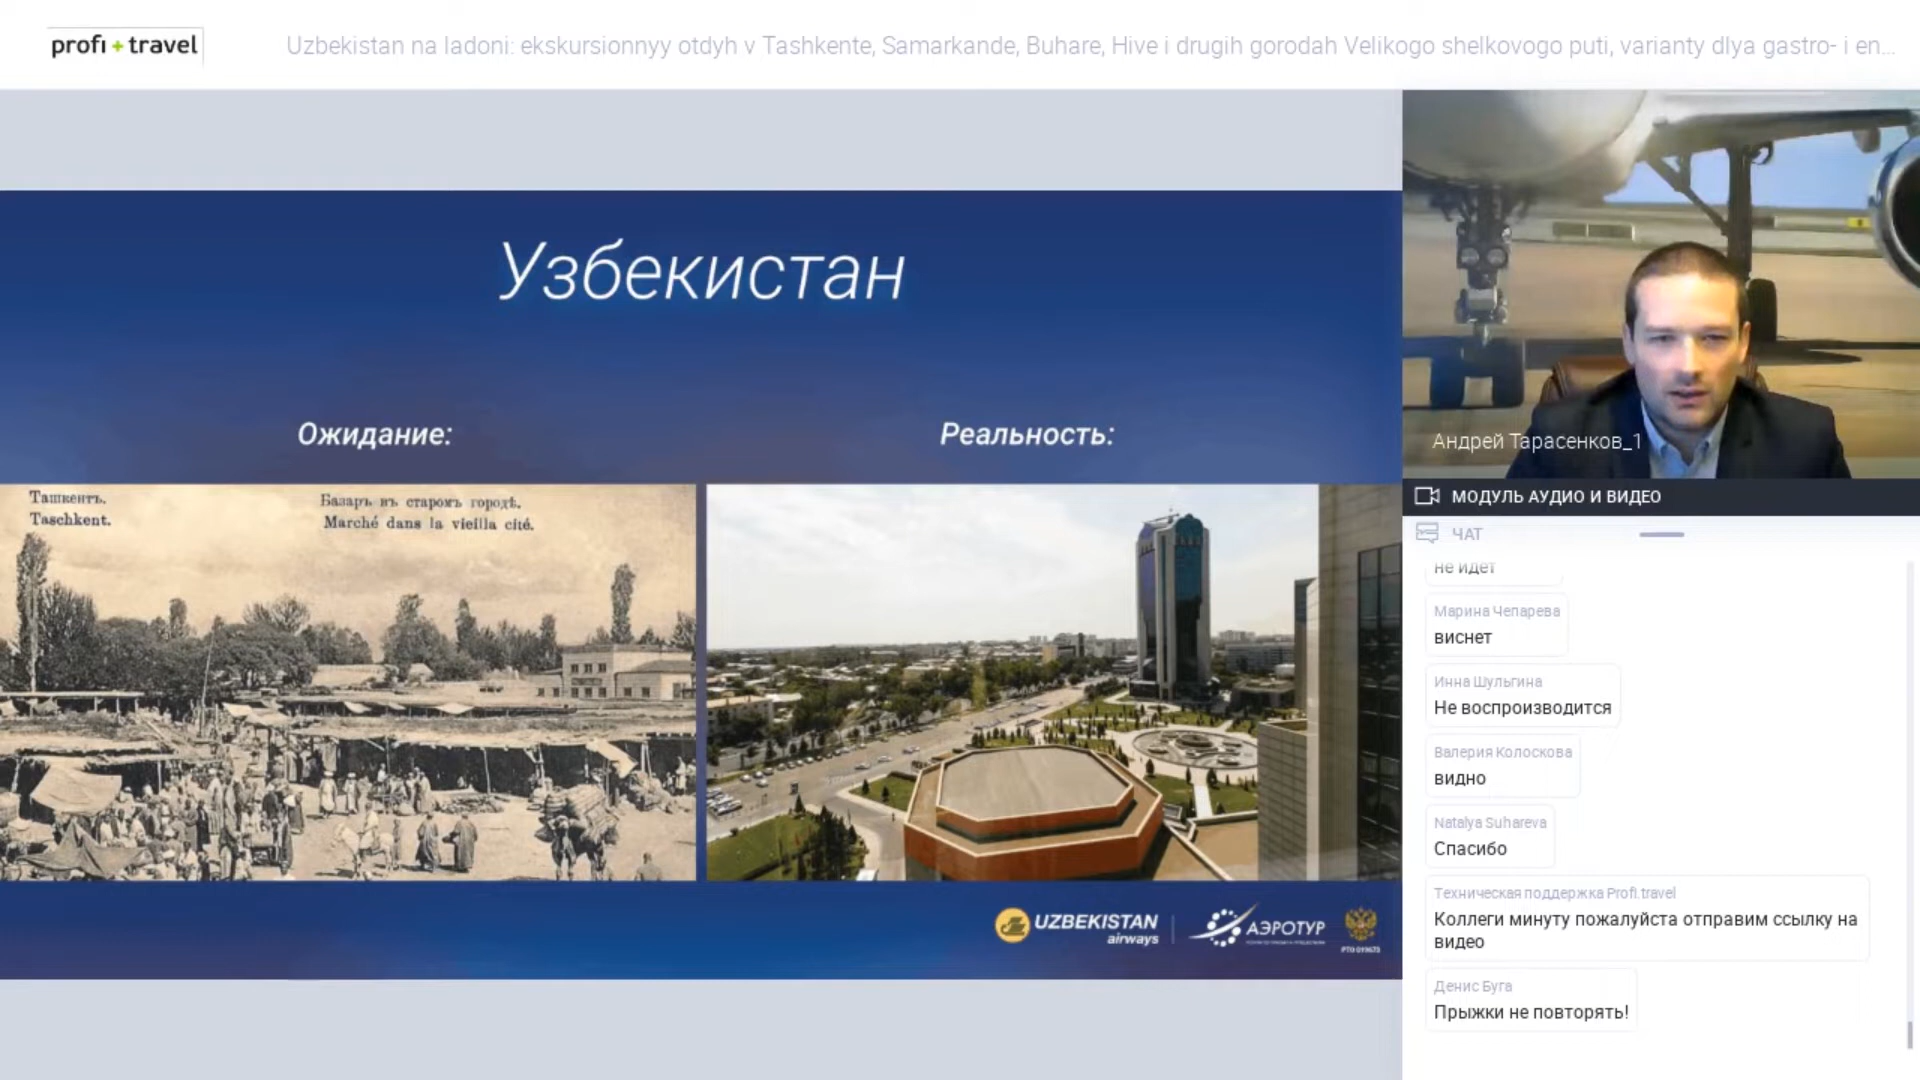 profi + travel
Uzbekistan na ladoni: ekskursionnyy otdyh v Tashkente, Samarkande, Buhare, Hive i drugih gorodah Velikogo shelkovogo puti, varianty dlya gastro- i en...
Узбекистан
Ожидание:
Реальность:
Ташкентъ.
Taschkent.
Базаръ въ старомъ городѣ.
Marché dans la vieilla cité.
UZBEKISTAN
airways
АЭРОТУР
Андрей Тарасенков_1
МОДУЛЬ АУДИО И ВИДЕО
ЧАТ
не идет
Марина Чепарева
виснет
Инна Шульгина
Не воспроизводится
Валерия Колоскова
видно
Natalya Suhareva
Спасибо
Техническая поддержка Profi.travel
Коллеги минуту пожалуйста отправим ссылку на
видео
Денис Буга
Прыжки не повторять!